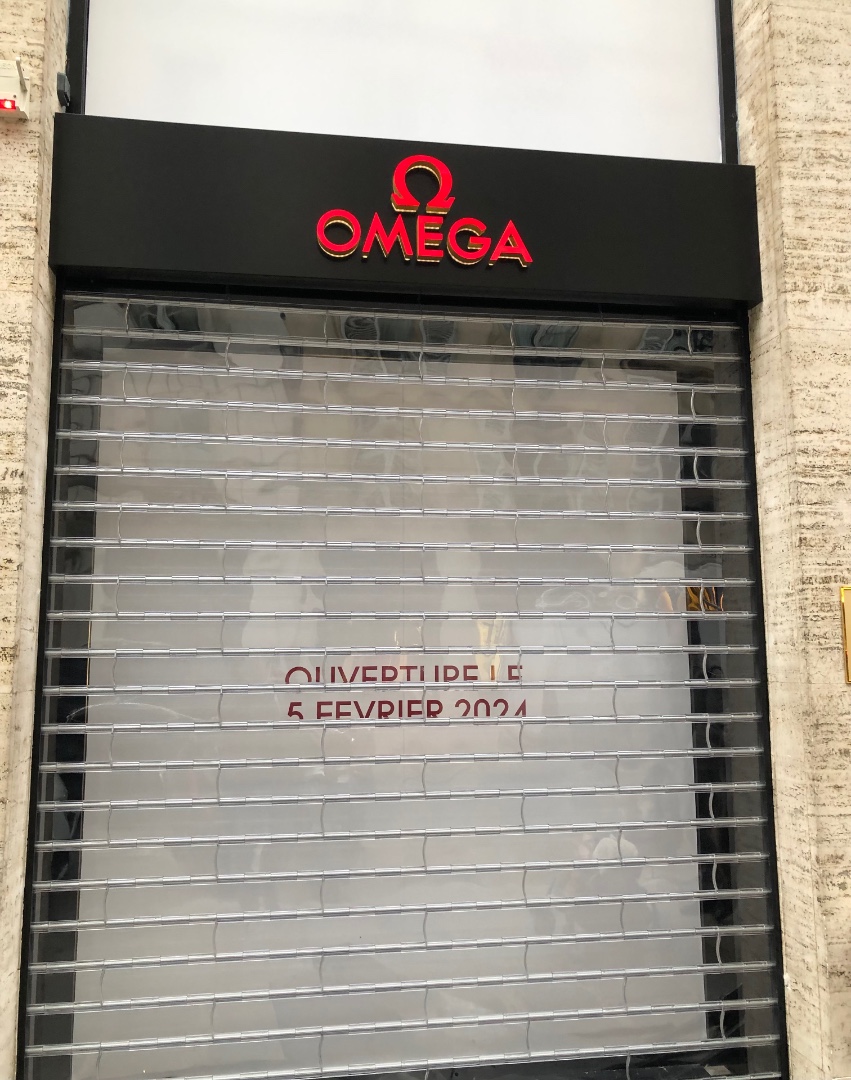 Ω
OMEGA
OUVERTURE LE
5 FEVRIER 2024